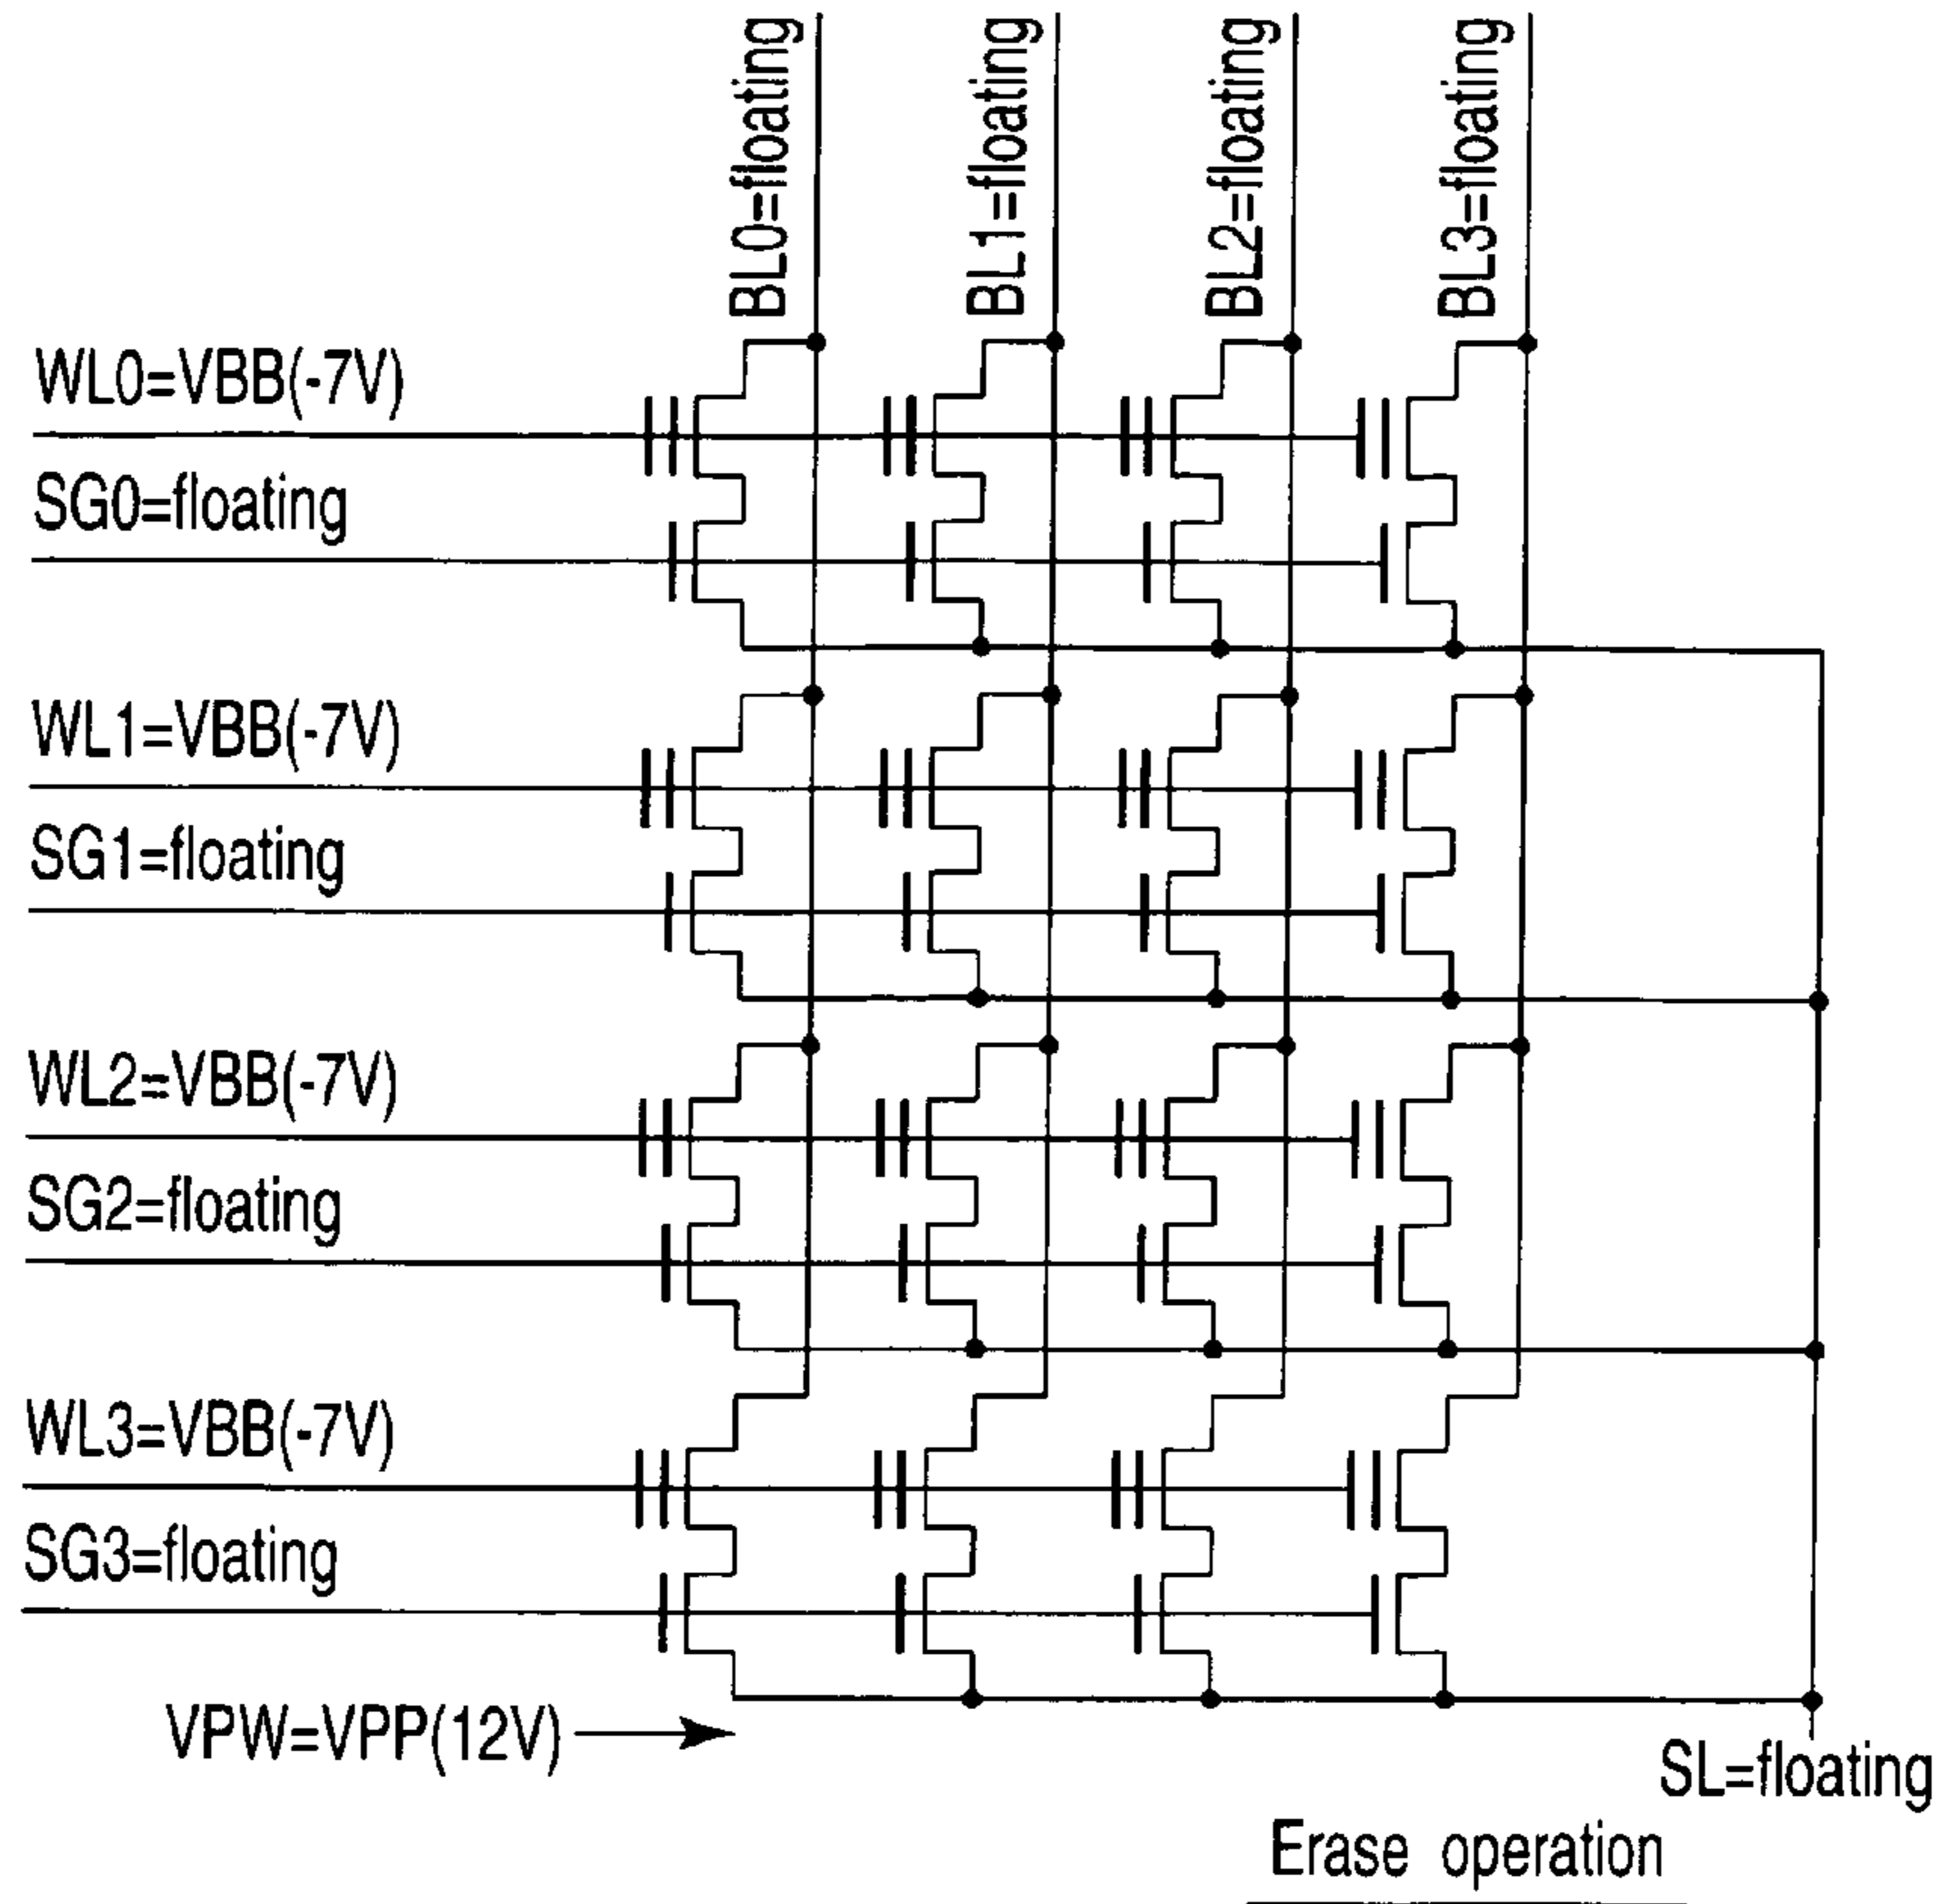 BL0=floating
BL1=floating
BL2=floating
BL3=floating
WL0=VBB(-7V)
SG0=floating
WL1=VBB(-7V)
SG1=floating
WL2=VBB(-7V)
SG2=floating
WL3=VBB(-7V)
SG3=floating
VPW=VPP(12V)
SL=floating
Erase operation